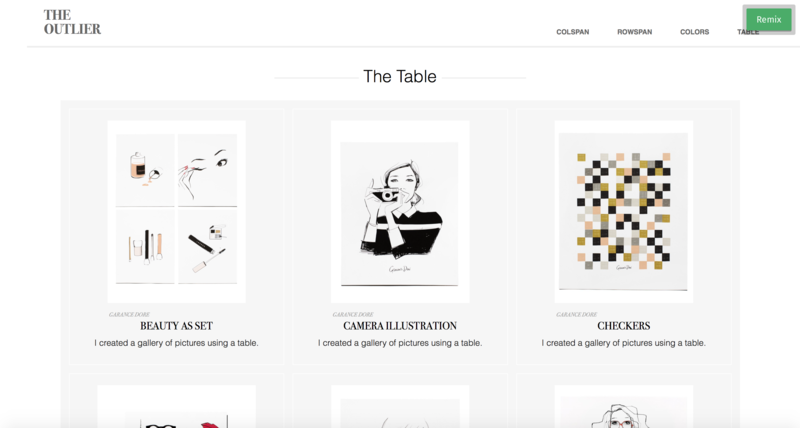 THE
OUTLIER
COLSPAN
ROWSPAN
COLORS
TABLE
Remix
The Table
GARANCE DORE
BEAUTY AS SET
I created a gallery of pictures using a table.
GARANCE DORE
CAMERA ILLUSTRATION
I created a gallery of pictures using a table.
GARANCE DORE
CHECKERS
I created a gallery of pictures using a table.